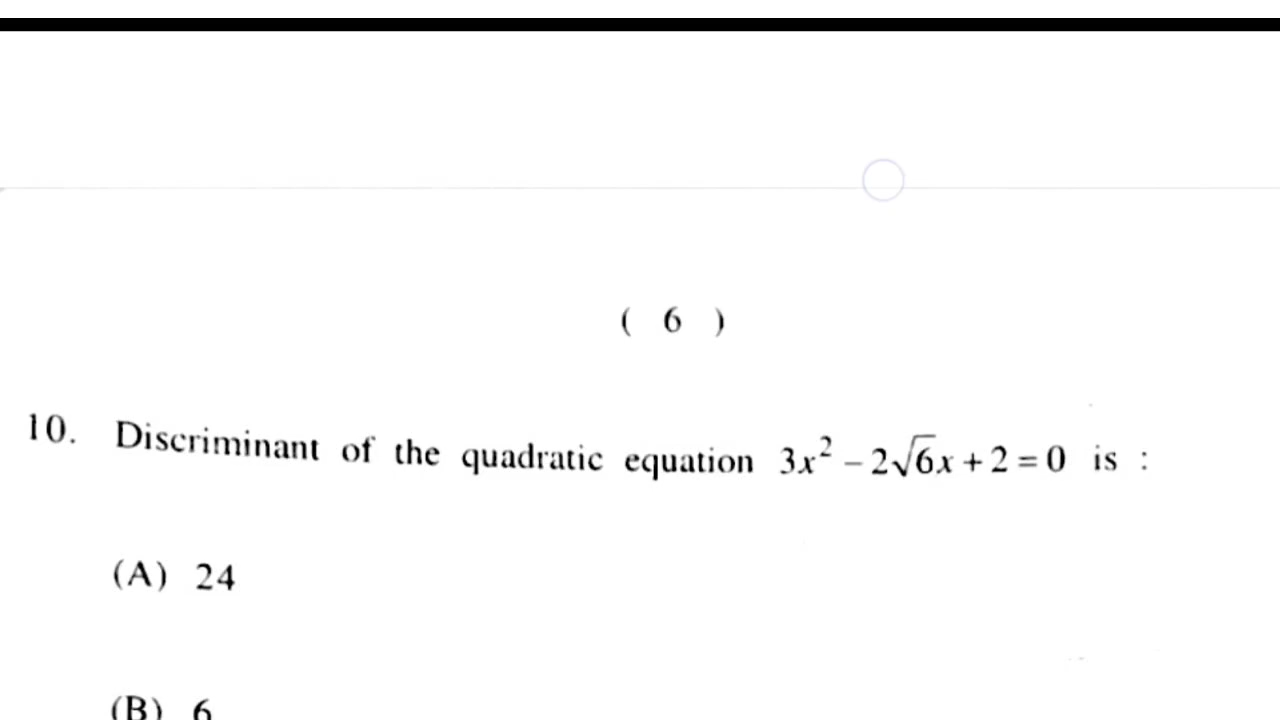 ( 6 )
10. Discriminant of the quadratic equation 3x² – 2√6x + 2 = 0 is :
(A) 24
(B) 6